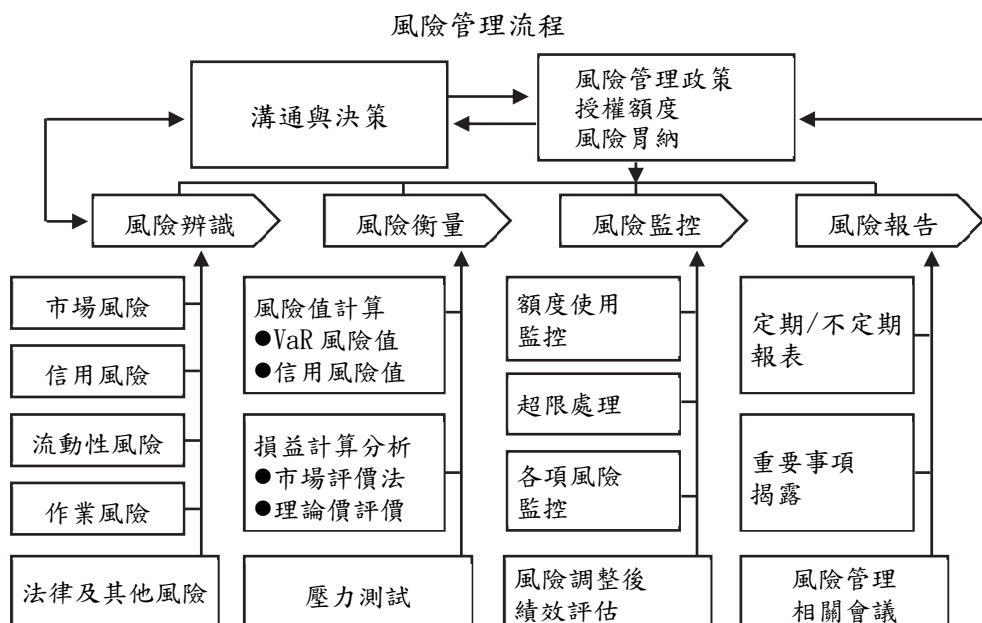 風險管理流程
溝通與決策
風險管理政策
授權額度
風險胃納
風險辨識
風險衡量
風險監控
風險報告
市場風險
信用風險
流動性風險
作業風險
法律及其他風險
風險值計算
●VaR 風險值
●信用風險值
損益計算分析
●市場評價法
●理論價評價
壓力測試
額度使用
監控
超限處理
各項風險
監控
風險調整後
績效評估
定期/不定期
報表
重要事項
揭露
風險管理
相關會議